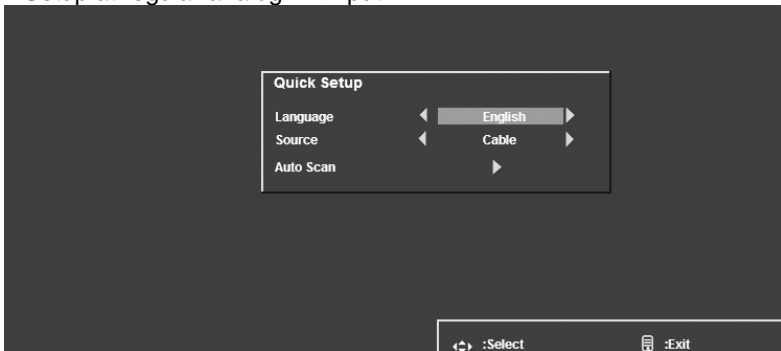 Quick Setup
Language English
Source Cable
Auto Scan
:Select :Exit